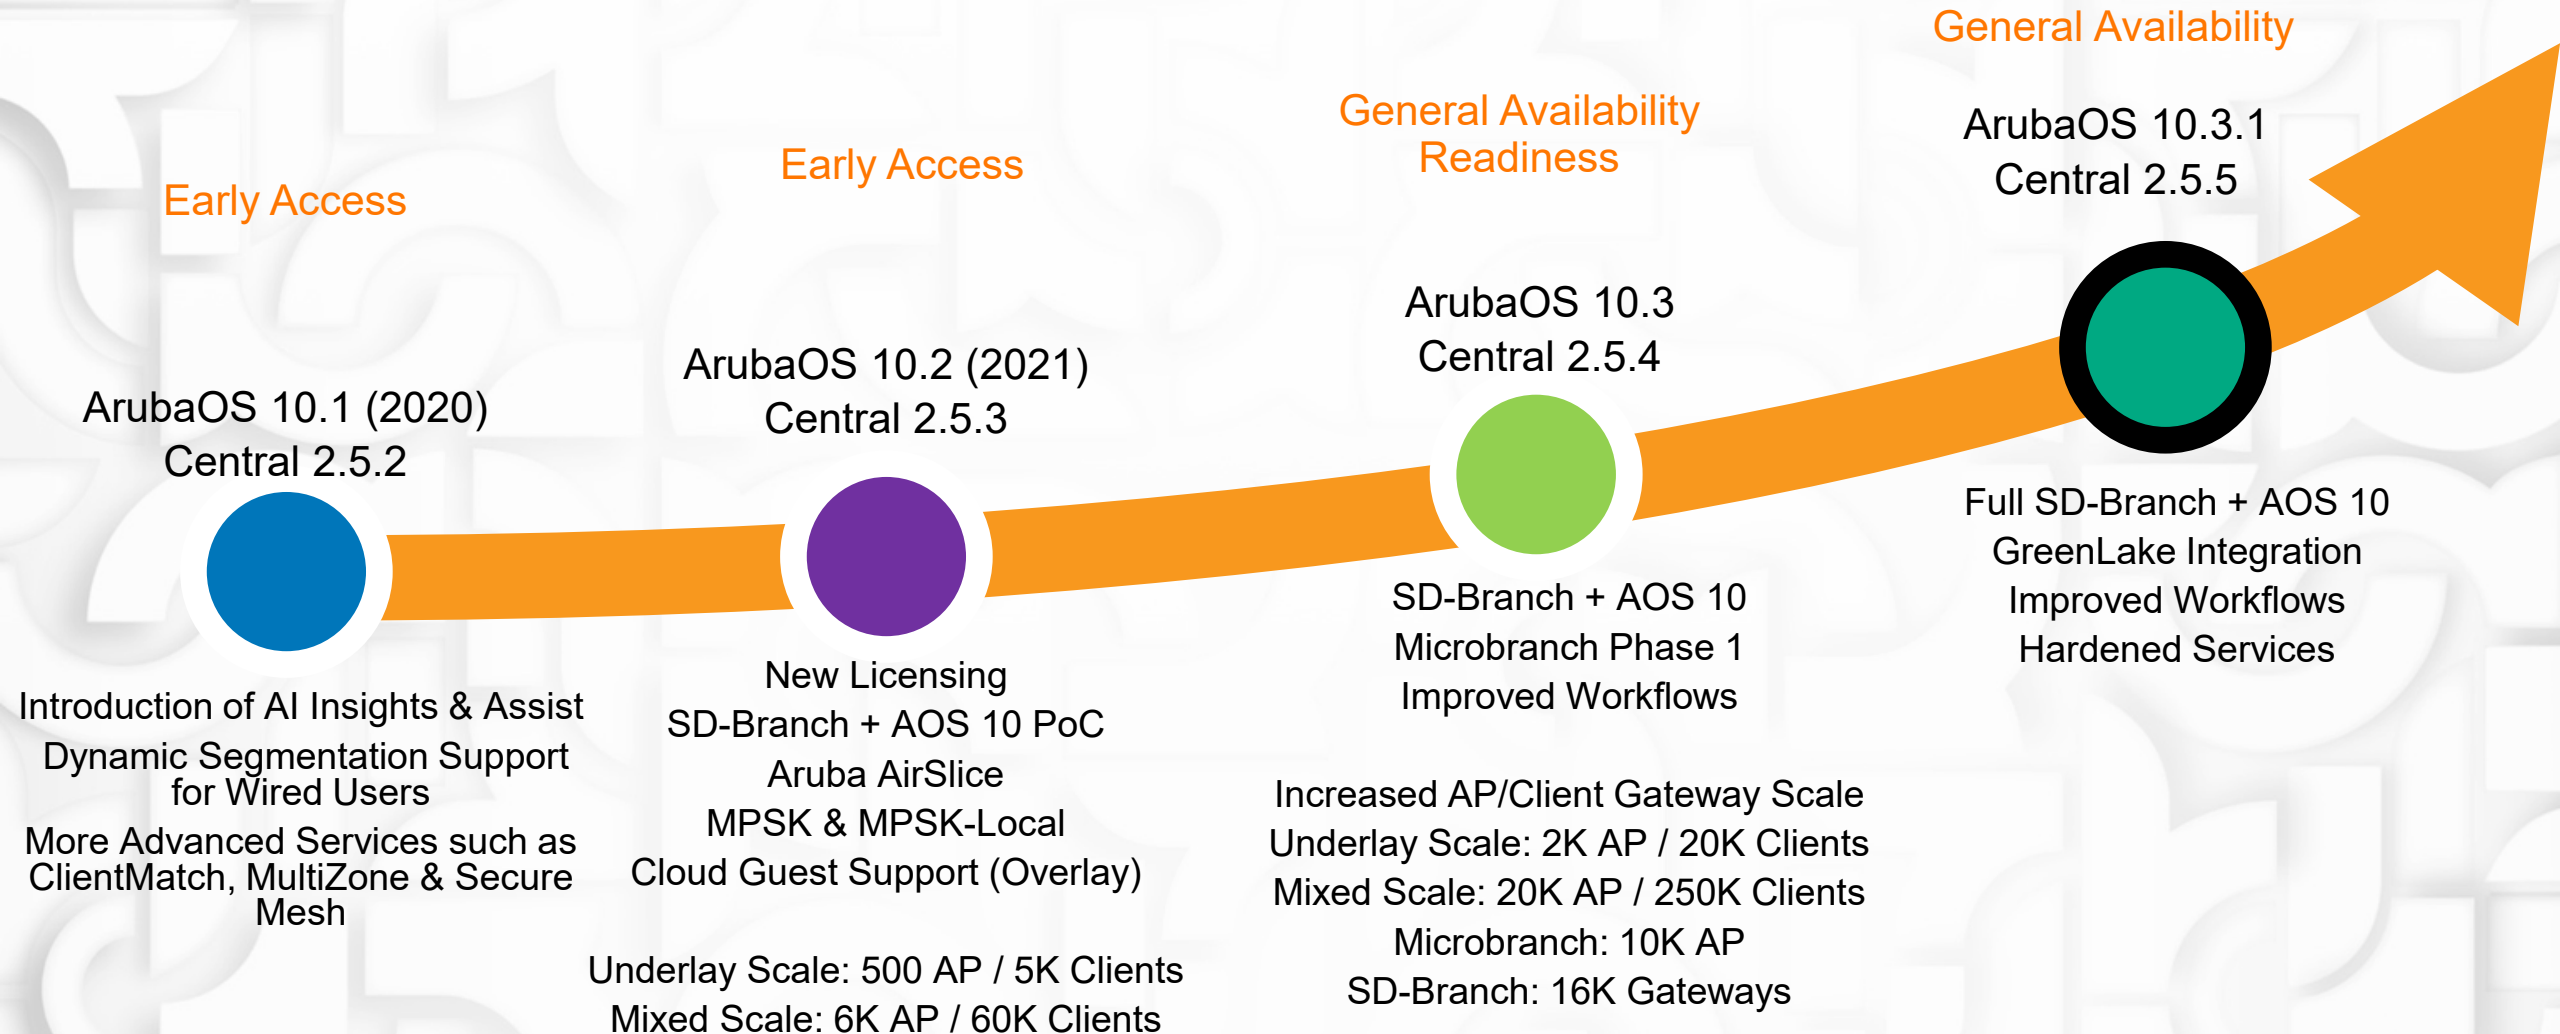 Early Access
ArubaOS 10.1 (2020)
Central 2.5.2
Introduction of AI Insights & Assist
Dynamic Segmentation Support
for Wired Users
More Advanced Services such as
ClientMatch, MultiZone & Secure
Mesh
Early Access
ArubaOS 10.2 (2021)
Central 2.5.3
New Licensing
SD-Branch + AOS 10 PoC
Aruba AirSlice
MPSK & MPSK-Local
Cloud Guest Support (Overlay)
Underlay Scale: 500 AP / 5K Clients
Mixed Scale: 6K AP / 60K Clients
General Availability
Readiness
ArubaOS 10.3
Central 2.5.4
SD-Branch + AOS 10
Microbranch Phase 1
Improved Workflows
Increased AP/Client Gateway Scale
Underlay Scale: 2K AP / 20K Clients
Mixed Scale: 20K AP / 250K Clients
Microbranch: 10K AP
SD-Branch: 16K Gateways
General Availability
ArubaOS 10.3.1
Central 2.5.5
Full SD-Branch + AOS 10
GreenLake Integration
Improved Workflows
Hardened Services